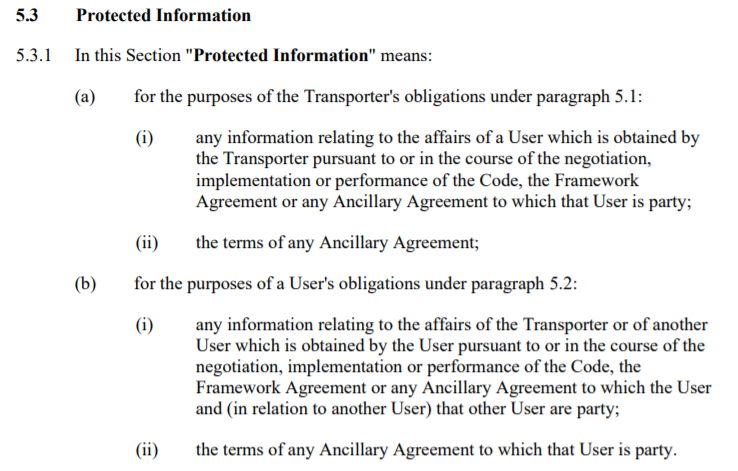 5.3 Protected Information
5.3.1 In this Section "Protected Information" means:
(a) for the purposes of the Transporter's obligations under paragraph 5.1:
(i) any information relating to the affairs of a User which is obtained by
the Transporter pursuant to or in the course of the negotiation,
implementation or performance of the Code, the Framework
Agreement or any Ancillary Agreement to which that User is party;
(ii) the terms of any Ancillary Agreement;
(b) for the purposes of a User's obligations under paragraph 5.2:
(i) any information relating to the affairs of the Transporter or of another
User which is obtained by the User pursuant to or in the course of the
negotiation, implementation or performance of the Code, the
Framework Agreement or any Ancillary Agreement to which the User
and (in relation to another User) that other User are party;
(ii) the terms of any Ancillary Agreement to which that User is party.